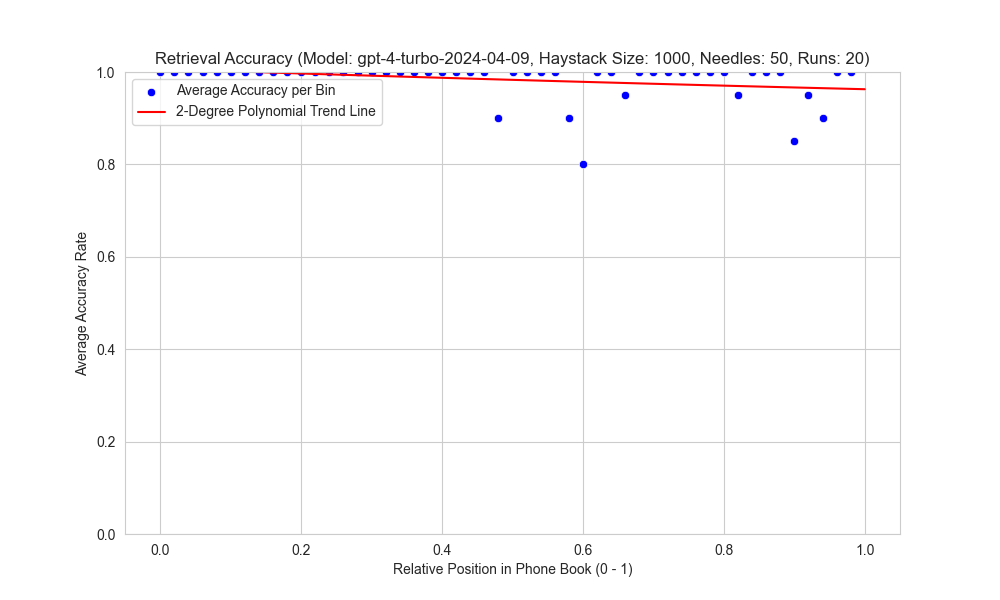 Retrieval Accuracy (Model: gpt-4-turbo-2024-04-09, Haystack Size: 1000, Needles: 50, Runs: 20)
Average Accuracy per Bin
2-Degree Polynomial Trend Line
Average Accuracy Rate
1.0
0.8
0.6
0.4
0.2
0.0
0.0 0.2 0.4 0.6 0.8 1.0
Relative Position in Phone Book (0 - 1)